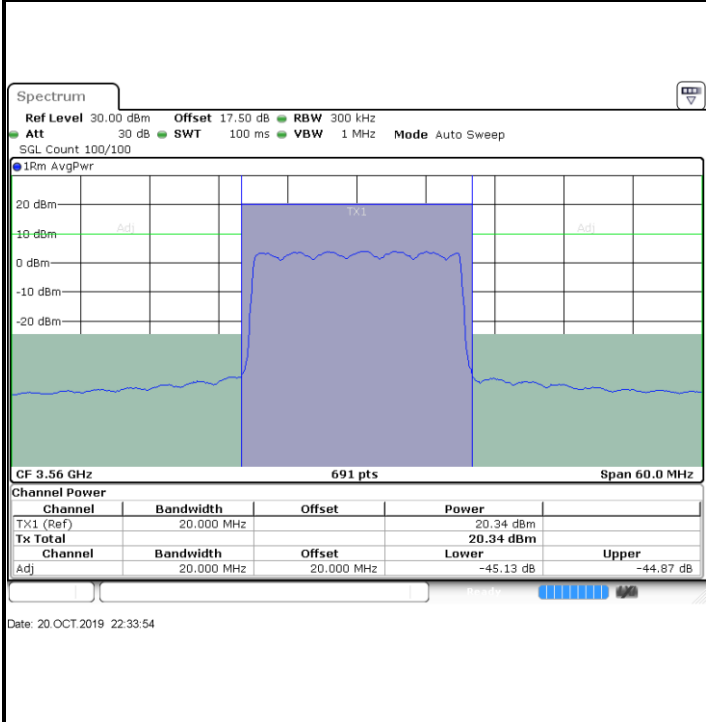 Spectrum
Ref Level 30.00 dBm Offset 17.50 dB RBW 300 kHz
Att 30 dB SWT 100 ms VBW 1 MHz Mode Auto Sweep
SGL Count 100/100
1Rm AvgPwr
20 dBm
TX1
Adj
Adj
10 dBm
0 dBm
-10 dBm
-20 dBm
CF 3.56 GHz 691 pts Span 60.0 MHz
Channel Power
Channel Bandwidth Offset Power
TX1 (Ref) 20.000 MHz 20.34 dBm
Tx Total 20.34 dBm
Channel Bandwidth Offset Lower Upper
Adj 20.000 MHz 20.000 MHz -45.13 dB -44.87 dB
Ready
Date: 20.OCT.2019 22:33:54